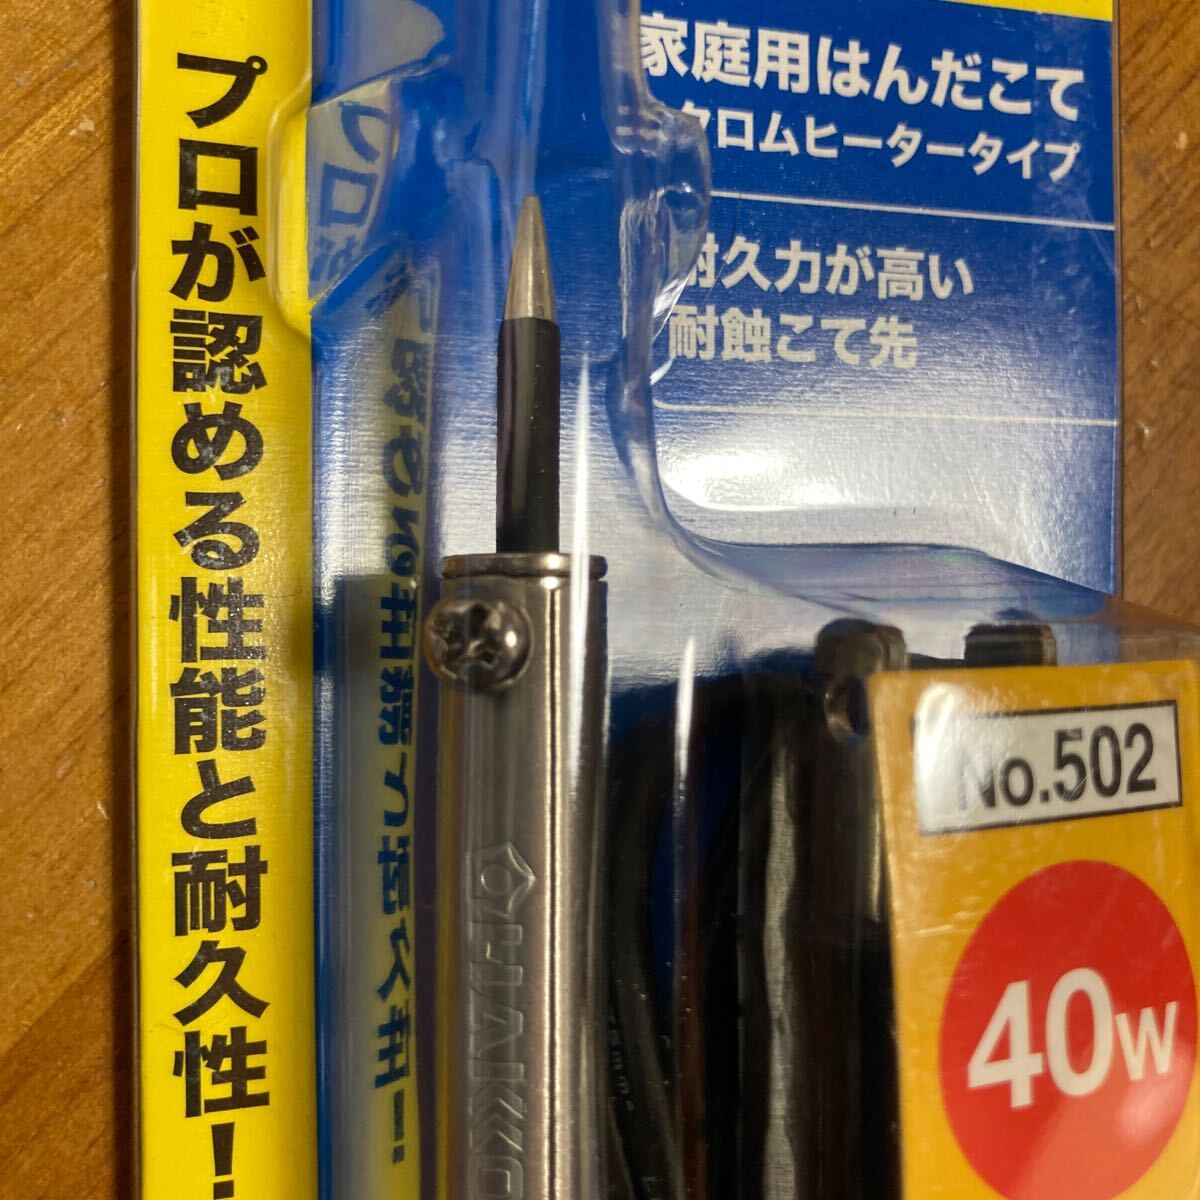 プロが認める性能と耐久性!
家庭用はんだこて
クロムヒータータイプ
耐久力が高い
耐蝕こて先
No.502
40W
HAKKO